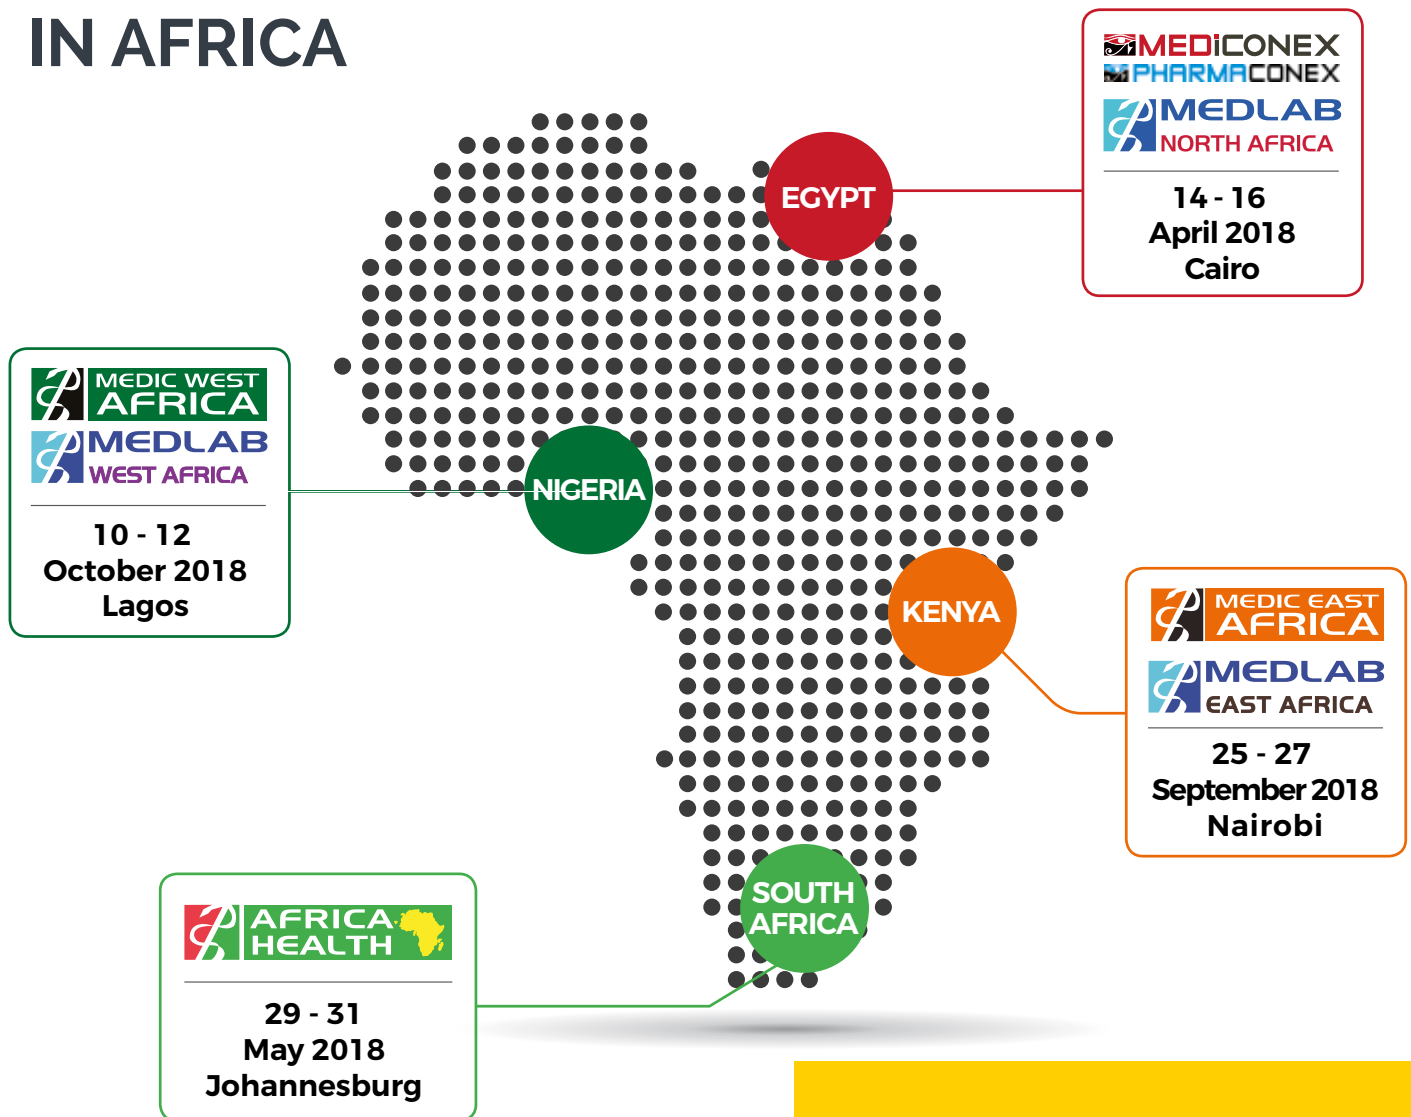 IN AFRICA
MEDiCONEX
PHARMACONEX
MEDLAB
NORTH AFRICA
14 - 16
April 2018
Cairo
EGYPT
MEDIC WEST
AFRICA
MEDLAB
WEST AFRICA
10 - 12
October 2018
Lagos
NIGERIA
KENYA
MEDIC EAST
AFRICA
MEDLAB
EAST AFRICA
25 - 27
September 2018
Nairobi
SOUTH
AFRICA
AFRICA
HEALTH
29 - 31
May 2018
Johannesburg